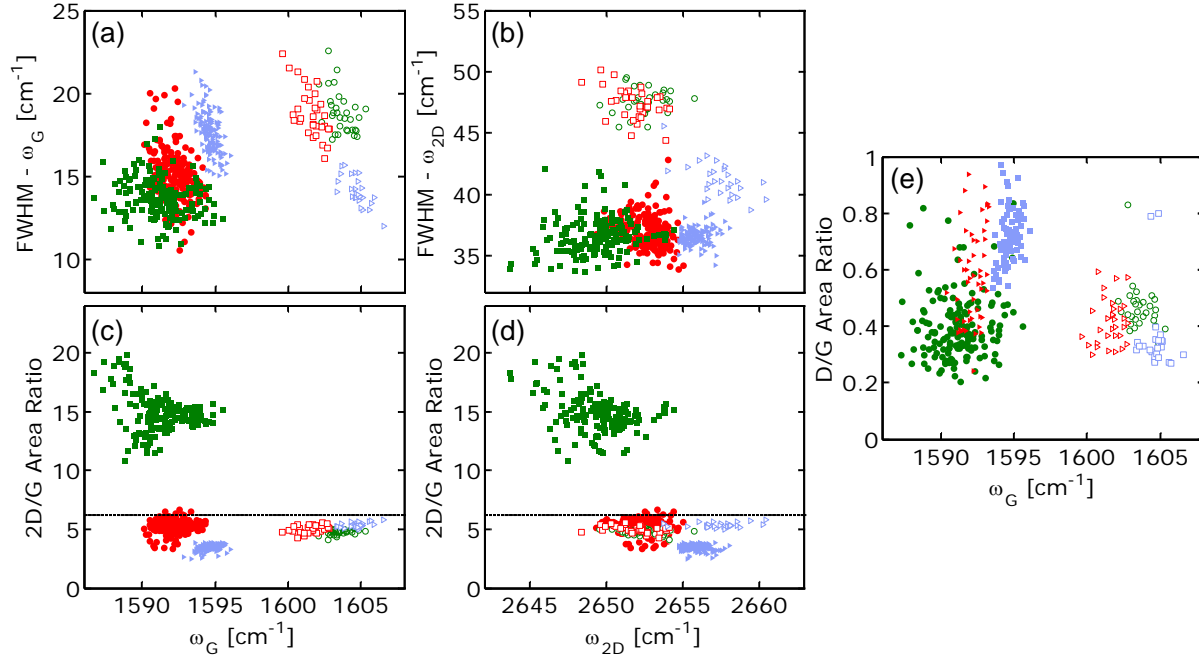 (a)
FWHM - ω_G [cm⁻¹]
25
20
15
10
(b)
FWHM - ω_2D [cm⁻¹]
55
50
45
40
35
(c)
2D/G Area Ratio
20
15
10
5
0
1590 1595 1600 1605
ω_G [cm⁻¹]
(d)
2D/G Area Ratio
20
15
10
5
0
2645 2650 2655 2660
ω_2D [cm⁻¹]
(e)
D/G Area Ratio
1
0.8
0.6
0.4
0.2
0
1590 1595 1600 1605
ω_G [cm⁻¹]